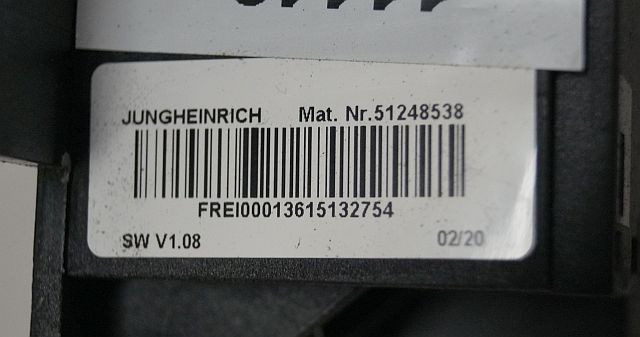 JUNGHEINRICH Mat. Nr.51248538
FREI00013615132754
SW V1.08 02/20